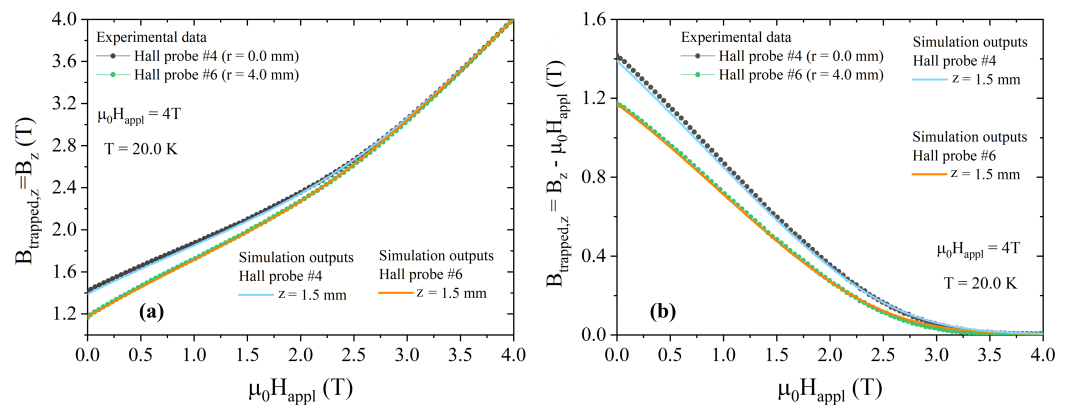 4.0
3.6
3.2
2.8
2.4
2.0
1.6
1.2
B_trapped,z=B_z (T)
Experimental data
Hall probe #4 (r = 0.0 mm)
Hall probe #6 (r = 4.0 mm)
μ₀H_appl = 4T
T = 20.0 K
Simulation outputs
Hall probe #4
z = 1.5 mm
Simulation outputs
Hall probe #6
z = 1.5 mm
(a)
0.0 0.5 1.0 1.5 2.0 2.5 3.0 3.5 4.0
μ₀H_appl (T)
1.6
1.2
0.8
0.4
0.0
B_trapped,z = B_z - μ₀H_appl (T)
Experimental data
Hall probe #4 (r = 0.0 mm)
Hall probe #6 (r = 4.0 mm)
Simulation outputs
Hall probe #4
z = 1.5 mm
Simulation outputs
Hall probe #6
z = 1.5 mm
μ₀H_appl = 4T
T = 20.0 K
(b)
0.0 0.5 1.0 1.5 2.0 2.5 3.0 3.5 4.0
μ₀H_appl (T)